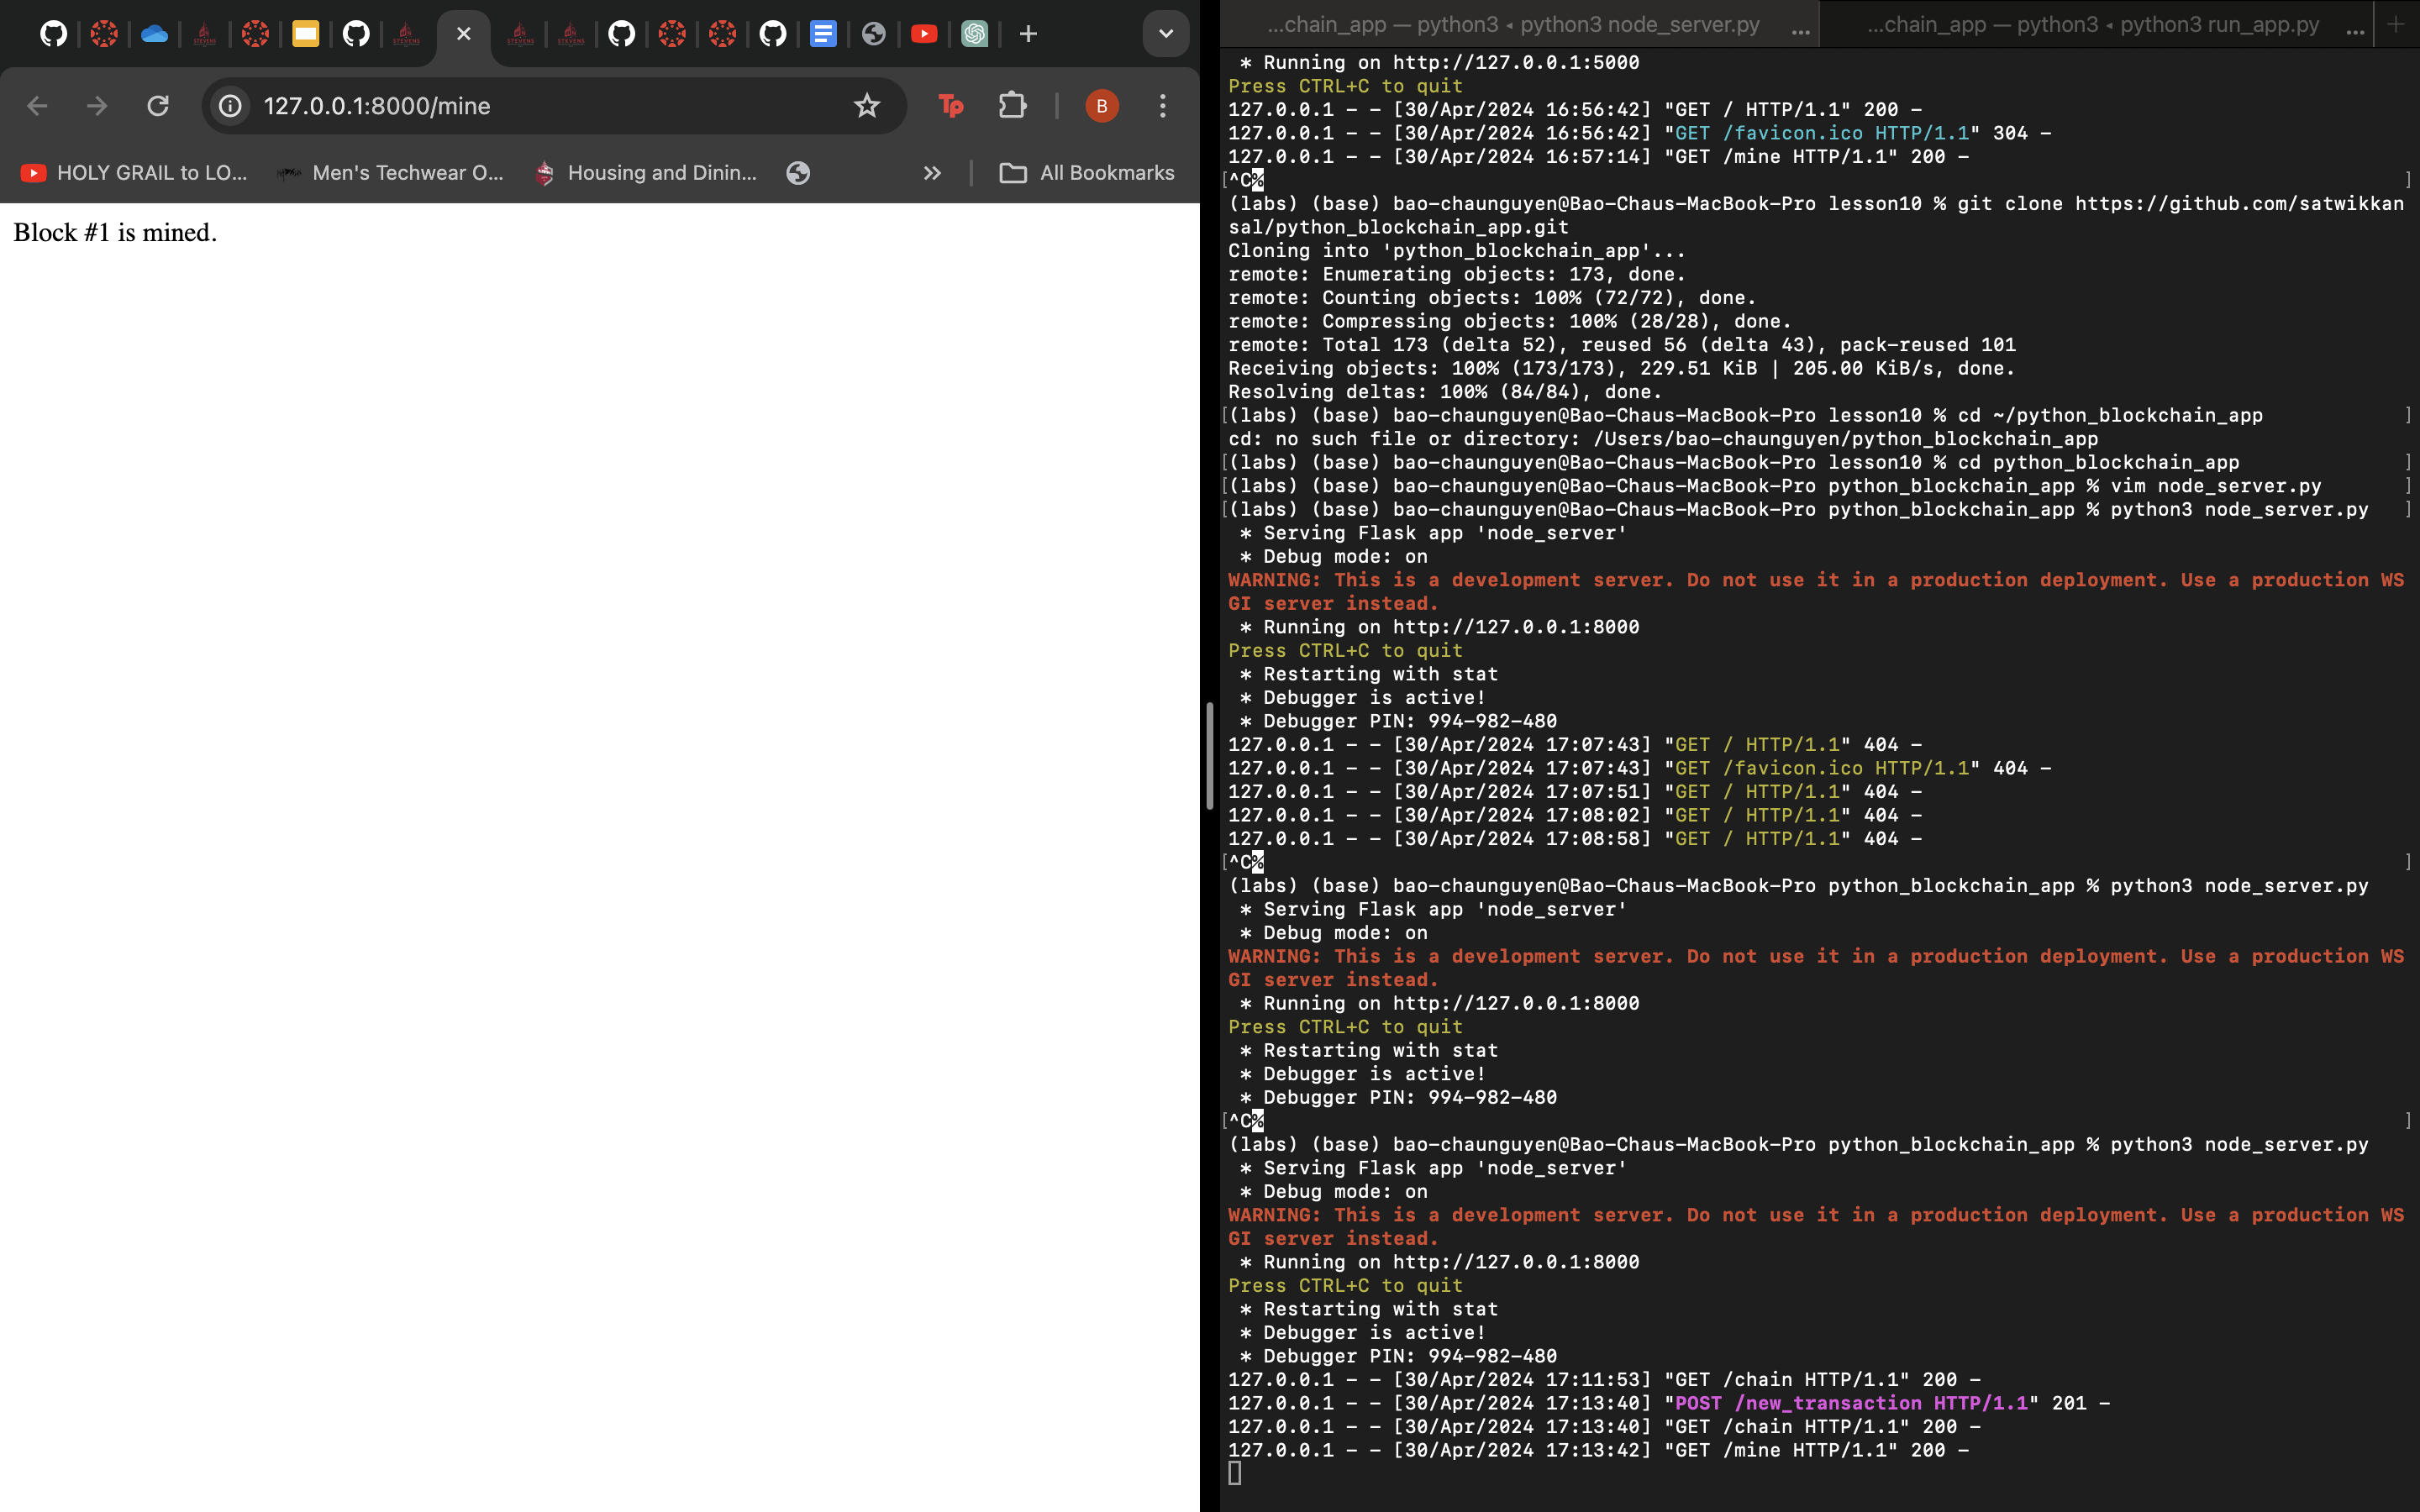 127.0.0.1:8000/mine
B
HOLY GRAIL to LO...
Men's Techwear O...
Housing and Dinin...
»
All Bookmarks
Block #1 is mined.
...chain_app — python3 ◂ python3 node_server.py ...
...chain_app — python3 ◂ python3 run_app.py ...
 * Running on http://127.0.0.1:5000
Press CTRL+C to quit
127.0.0.1 - - [30/Apr/2024 16:56:42] "GET / HTTP/1.1" 200 -
127.0.0.1 - - [30/Apr/2024 16:56:42] "GET /favicon.ico HTTP/1.1" 304 -
127.0.0.1 - - [30/Apr/2024 16:57:14] "GET /mine HTTP/1.1" 200 -
[^C% ]
(labs) (base) bao-chaunguyen@Bao-Chaus-MacBook-Pro lesson10 % git clone https://github.com/satwikkan
sal/python_blockchain_app.git
Cloning into 'python_blockchain_app'...
remote: Enumerating objects: 173, done.
remote: Counting objects: 100% (72/72), done.
remote: Compressing objects: 100% (28/28), done.
remote: Total 173 (delta 52), reused 56 (delta 43), pack-reused 101
Receiving objects: 100% (173/173), 229.51 KiB | 205.00 KiB/s, done.
Resolving deltas: 100% (84/84), done.
[(labs) (base) bao-chaunguyen@Bao-Chaus-MacBook-Pro lesson10 % cd ~/python_blockchain_app ]
cd: no such file or directory: /Users/bao-chaunguyen/python_blockchain_app
[(labs) (base) bao-chaunguyen@Bao-Chaus-MacBook-Pro lesson10 % cd python_blockchain_app ]
[(labs) (base) bao-chaunguyen@Bao-Chaus-MacBook-Pro python_blockchain_app % vim node_server.py ]
[(labs) (base) bao-chaunguyen@Bao-Chaus-MacBook-Pro python_blockchain_app % python3 node_server.py ]
 * Serving Flask app 'node_server'
 * Debug mode: on
WARNING: This is a development server. Do not use it in a production deployment. Use a production WS
GI server instead.
 * Running on http://127.0.0.1:8000
Press CTRL+C to quit
 * Restarting with stat
 * Debugger is active!
 * Debugger PIN: 994-982-480
127.0.0.1 - - [30/Apr/2024 17:07:43] "GET / HTTP/1.1" 404 -
127.0.0.1 - - [30/Apr/2024 17:07:43] "GET /favicon.ico HTTP/1.1" 404 -
127.0.0.1 - - [30/Apr/2024 17:07:51] "GET / HTTP/1.1" 404 -
127.0.0.1 - - [30/Apr/2024 17:08:02] "GET / HTTP/1.1" 404 -
127.0.0.1 - - [30/Apr/2024 17:08:58] "GET / HTTP/1.1" 404 -
[^C% ]
(labs) (base) bao-chaunguyen@Bao-Chaus-MacBook-Pro python_blockchain_app % python3 node_server.py
 * Serving Flask app 'node_server'
 * Debug mode: on
WARNING: This is a development server. Do not use it in a production deployment. Use a production WS
GI server instead.
 * Running on http://127.0.0.1:8000
Press CTRL+C to quit
 * Restarting with stat
 * Debugger is active!
 * Debugger PIN: 994-982-480
[^C% ]
(labs) (base) bao-chaunguyen@Bao-Chaus-MacBook-Pro python_blockchain_app % python3 node_server.py
 * Serving Flask app 'node_server'
 * Debug mode: on
WARNING: This is a development server. Do not use it in a production deployment. Use a production WS
GI server instead.
 * Running on http://127.0.0.1:8000
Press CTRL+C to quit
 * Restarting with stat
 * Debugger is active!
 * Debugger PIN: 994-982-480
127.0.0.1 - - [30/Apr/2024 17:11:53] "GET /chain HTTP/1.1" 200 -
127.0.0.1 - - [30/Apr/2024 17:13:40] "POST /new_transaction HTTP/1.1" 201 -
127.0.0.1 - - [30/Apr/2024 17:13:40] "GET /chain HTTP/1.1" 200 -
127.0.0.1 - - [30/Apr/2024 17:13:42] "GET /mine HTTP/1.1" 200 -